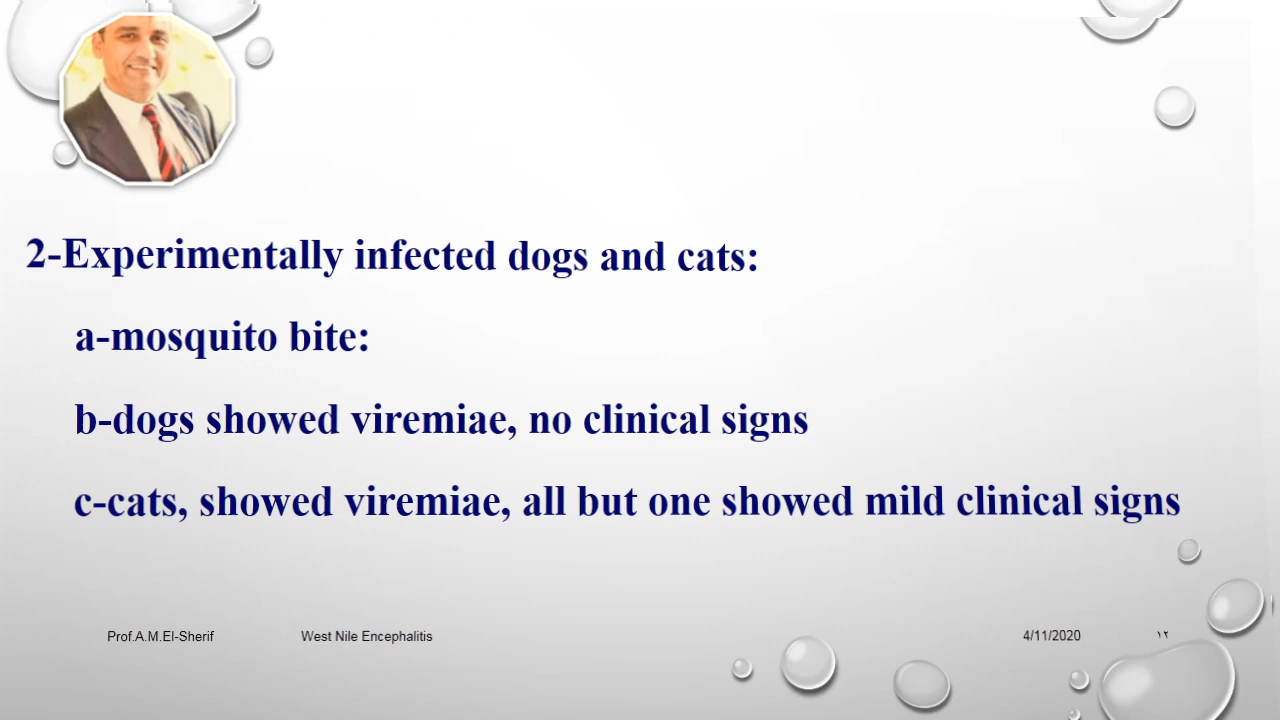 2-Experimentally infected dogs and cats:
a-mosquito bite:
b-dogs showed viremiae, no clinical signs
c-cats, showed viremiae, all but one showed mild clinical signs
Prof.A.M.El-Sherif West Nile Encephalitis 4/11/2020 ١٢